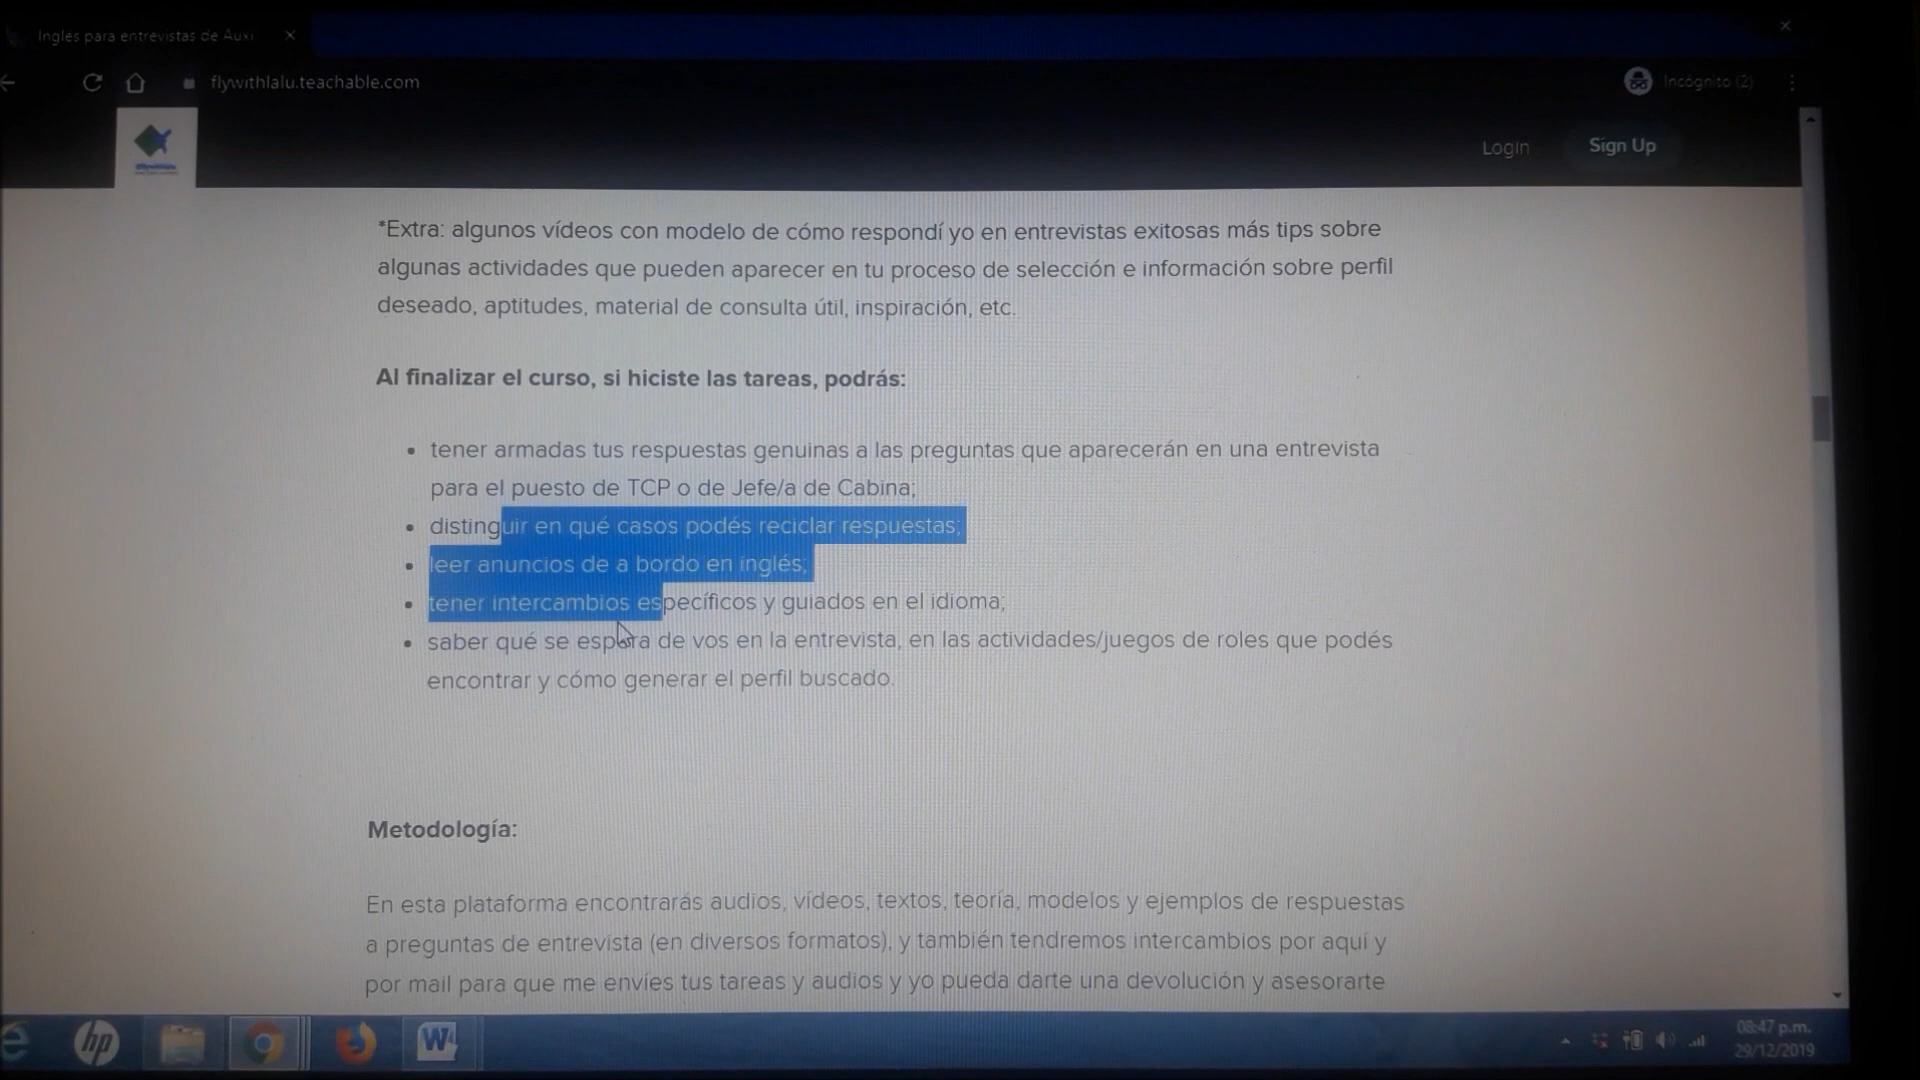 Inglés para entrevistas de Auxi
flywithlalu.teachable.com
Incógnito (2)
Login
Sign Up
*Extra: algunos vídeos con modelo de cómo respondí yo en entrevistas exitosas más tips sobre
algunas actividades que pueden aparecer en tu proceso de selección e información sobre perfil
deseado, aptitudes, material de consulta útil, inspiración, etc.
Al finalizar el curso, si hiciste las tareas, podrás:
tener armadas tus respuestas genuinas a las preguntas que aparecerán en una entrevista
para el puesto de TCP o de Jefe/a de Cabina;
distinguir en qué casos podés reciclar respuestas;
leer anuncios de a bordo en inglés;
tener intercambios específicos y guiados en el idioma;
saber qué se espera de vos en la entrevista, en las actividades/juegos de roles que podés
encontrar y cómo generar el perfil buscado.
Metodología:
En esta plataforma encontrarás audios, vídeos, textos, teoría, modelos y ejemplos de respuestas
a preguntas de entrevista (en diversos formatos), y también tendremos intercambios por aquí y
por mail para que me envíes tus tareas y audios y yo pueda darte una devolución y asesorarte
hp
W
08:47 p.m.
29/12/2019